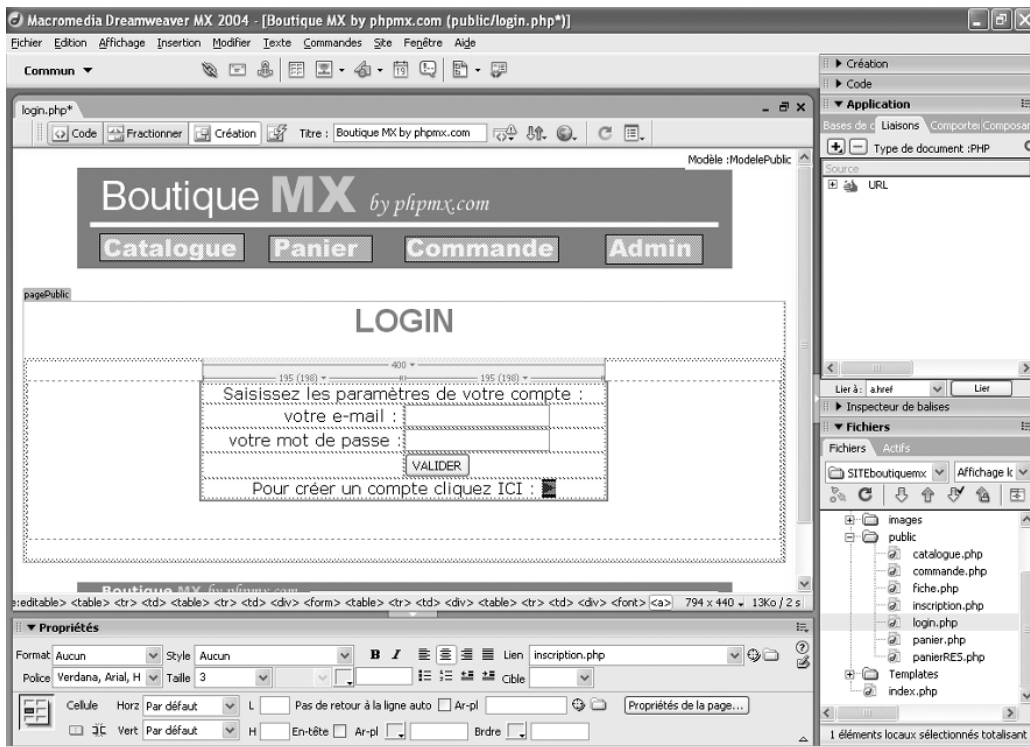 Macromedia Dreamweaver MX 2004 - [Boutique MX by phpmx.com (public/login.php*)]
Fichier Edition Affichage Insertion Modifier Texte Commandes Site Fenêtre Aide
Commun
login.php*
Code Fractionner Création Titre : Boutique MX by phpmx.com
Modèle :ModelePublic
Boutique MX by phpmx.com
Catalogue Panier Commande Admin
pagePublic
LOGIN
400
195 (198) 195 (198)
Saisissez les paramètres de votre compte :
votre e-mail :
votre mot de passe :
VALIDER
Pour créer un compte cliquez ICI :
Boutique MX by phpmx.com
e:editable> <table> <tr> <td> <table> <tr> <td> <div> <form> <table> <tr> <td> <div> <table> <tr> <td> <div> <font> <a> 794 x 440 13Ko / 2 s
Propriétés
Format Aucun Style Aucun B I Lien inscription.php
Police Verdana, Arial, H Taille 3 Cible
Cellule Horz Par défaut L Pas de retour à la ligne auto Ar-pl Propriétés de la page...
Vert Par défaut H En-tête Ar-pl Brdre
Création
Code
Application
Bases de c Liaisons Comportei Composan
Type de document :PHP
Source
URL
Lier à : a.href Lier
Inspecteur de balises
Fichiers
Fichiers Actifs
SITEboutiquemx Affichage k
images
public
catalogue.php
commande.php
fiche.php
inscription.php
login.php
panier.php
panierRES.php
Templates
index.php
1 éléments locaux sélectionnés totalisant